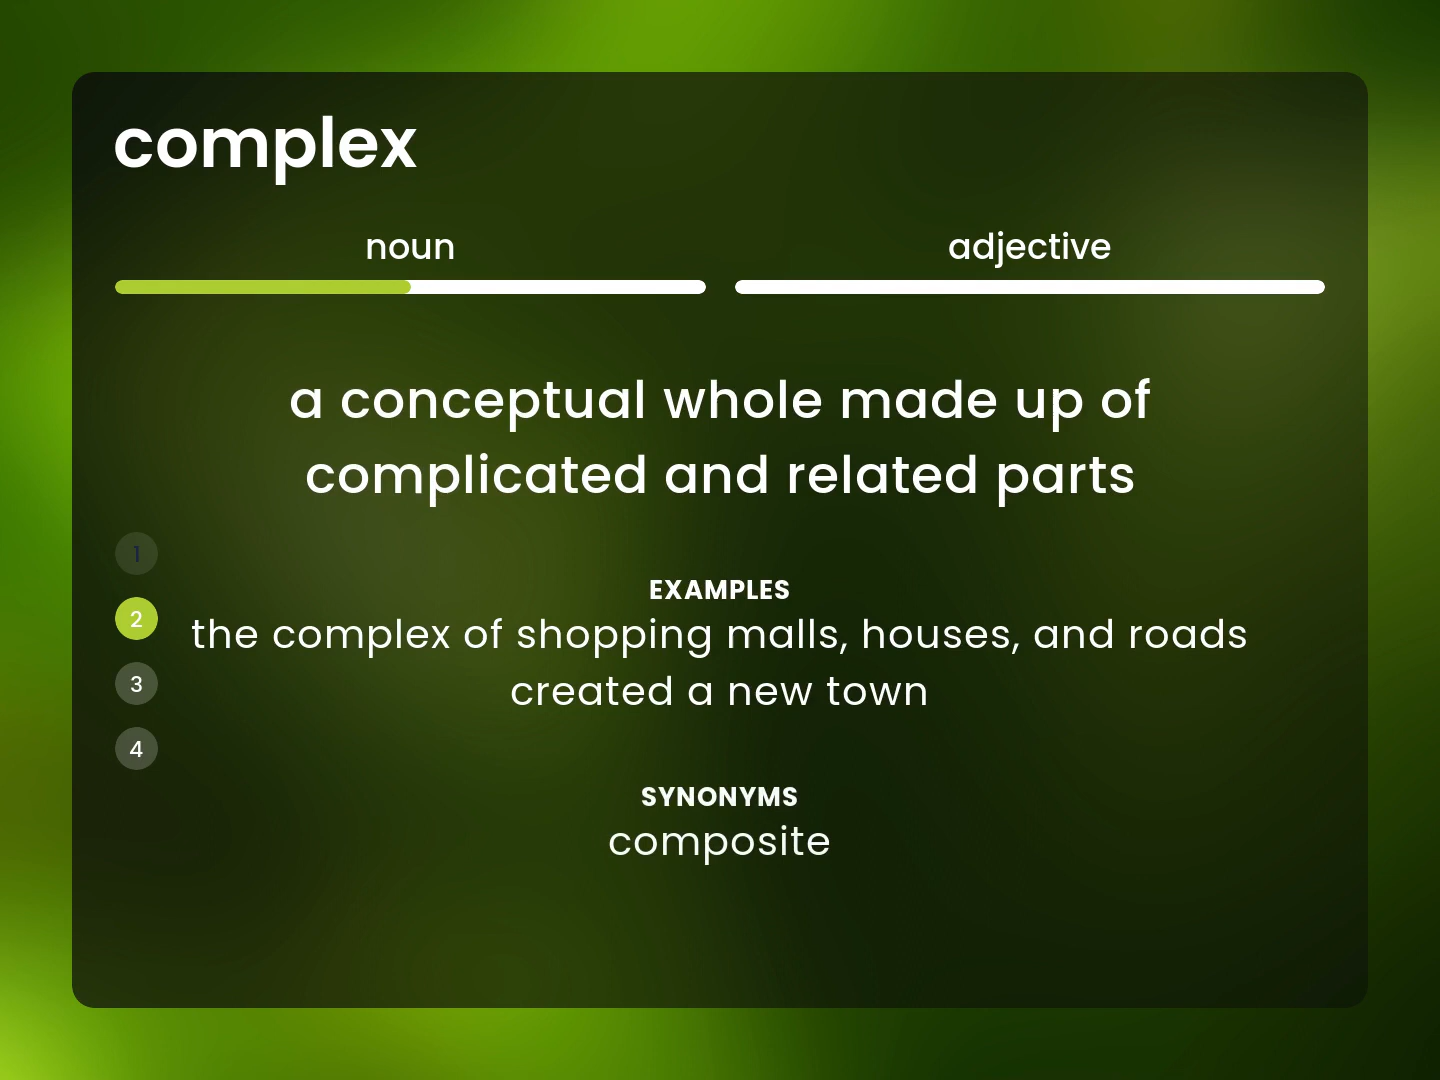 complex
noun
adjective
a conceptual whole made up of
complicated and related parts
1
2
3
4
EXAMPLES
the complex of shopping malls, houses, and roads
created a new town
SYNONYMS
composite